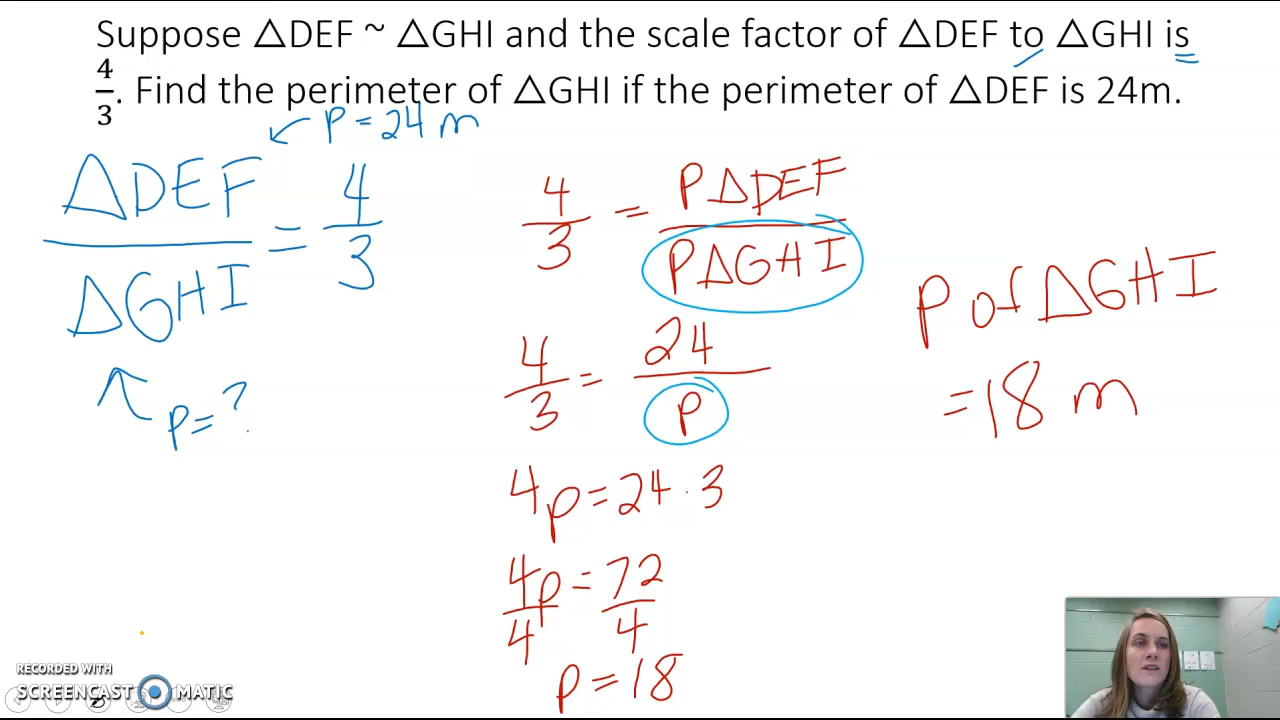 Suppose △DEF ~ △GHI and the scale factor of △DEF to △GHI is
4/3. Find the perimeter of △GHI if the perimeter of △DEF is 24m.
P = 24 m
△DEF/△GHI = 4/3
p = ?
4/3 = P△DEF/P△GHI
4/3 = 24/p
4p = 24 · 3
4p/4 = 72/4
p = 18
P of △GHI
= 18 m
RECORDED WITH
SCREENCAST MATIC